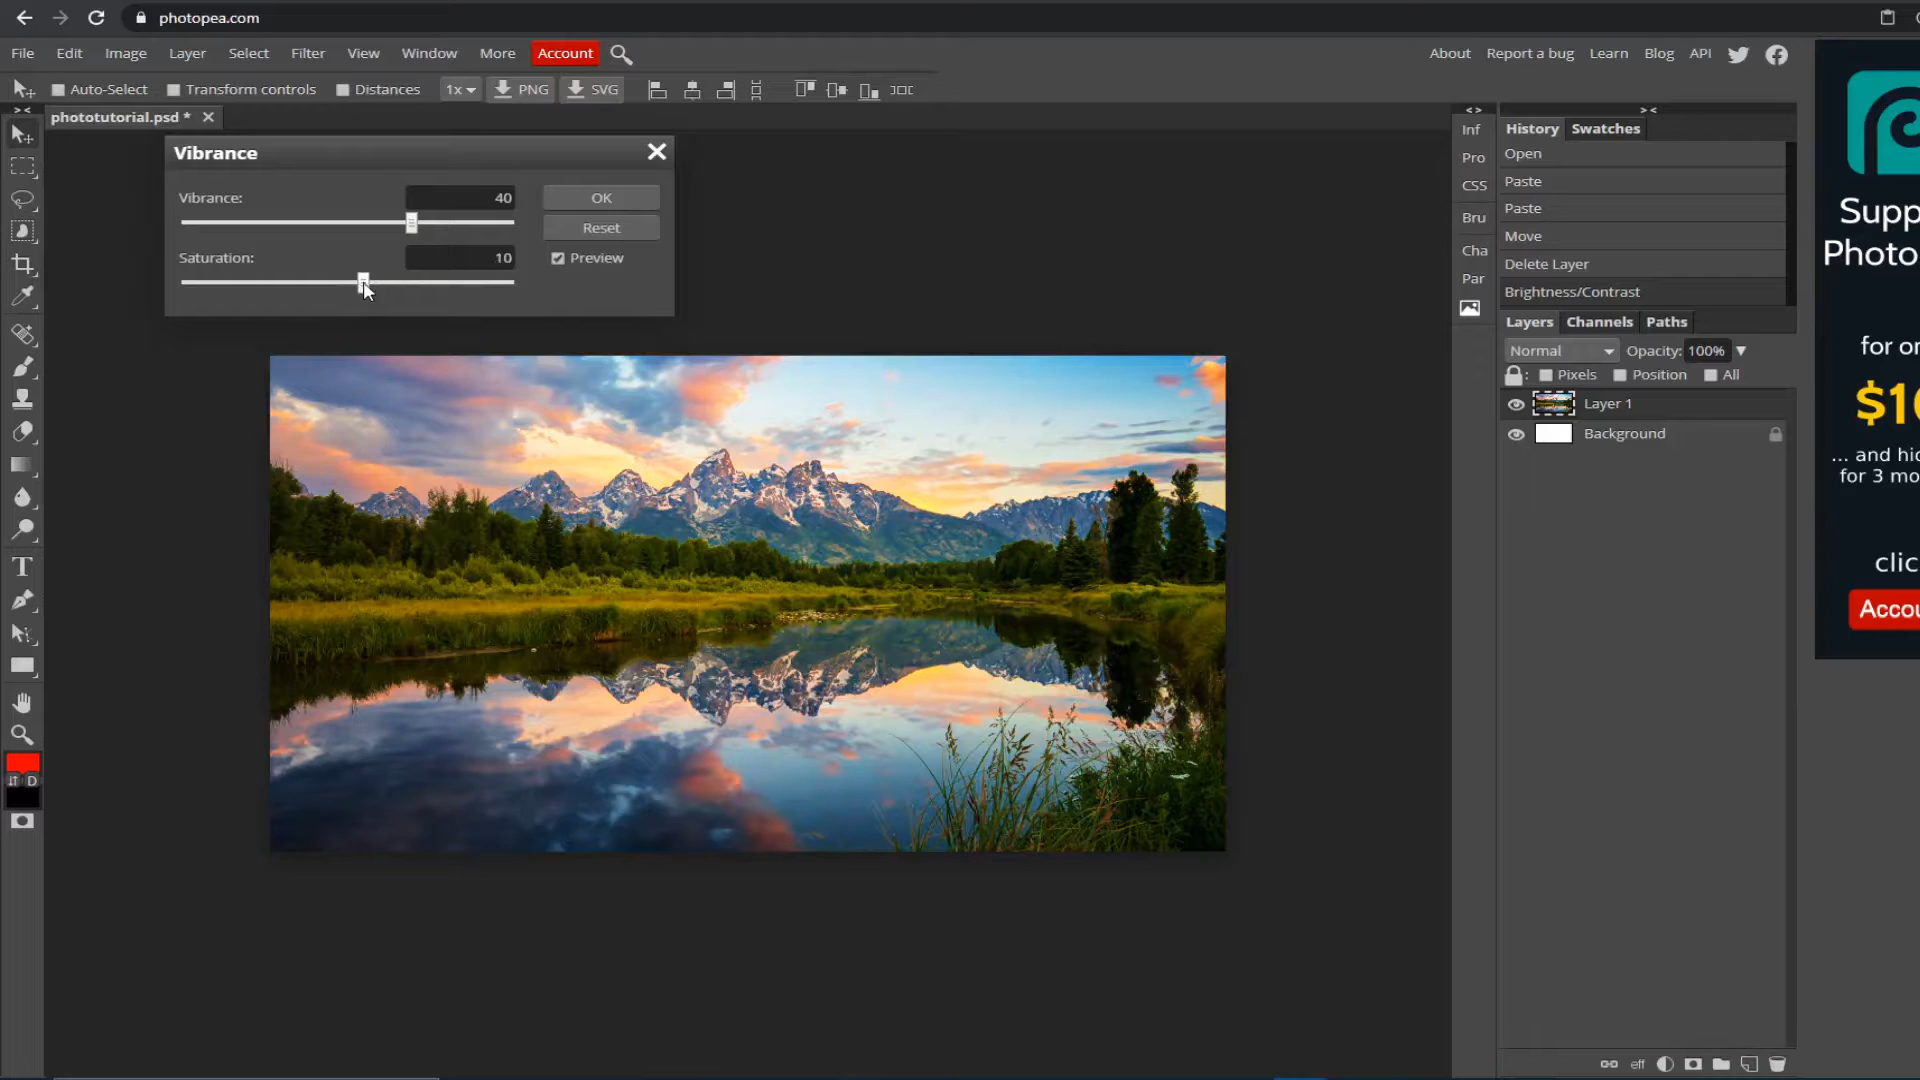 photopea.com
File Edit Image Layer Select Filter View Window More Account
About Report a bug Learn Blog API
Auto-Select Transform controls Distances 1x PNG SVG
phototutorial.psd *
Vibrance
Vibrance: 40 OK
Reset
Saturation: 10 Preview
D
Inf
Pro
CSS
Bru
Cha
Par
History Swatches
Open
Paste
Paste
Move
Delete Layer
Brightness/Contrast
Layers Channels Paths
Normal Opacity: 100%
: Pixels Position All
Layer 1
Background
eff
Supp
Photo
for or
$10
... and hi
for 3 mo
clic
Accou